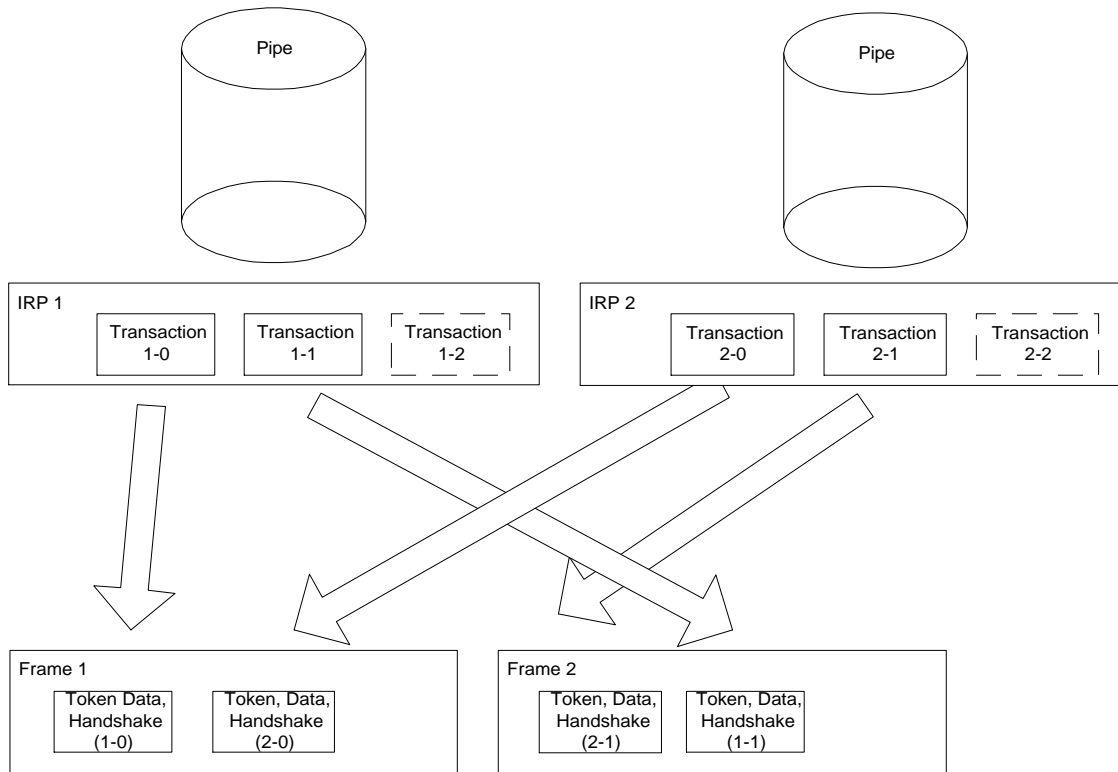 Pipe
Pipe
IRP 1
Transaction
1-0
Transaction
1-1
Transaction
1-2
IRP 2
Transaction
2-0
Transaction
2-1
Transaction
2-2
Frame 1
Token Data,
Handshake
(1-0)
Token, Data,
Handshake
(2-0)
Frame 2
Token, Data,
Handshake
(2-1)
Token, Data,
Handshake
(1-1)